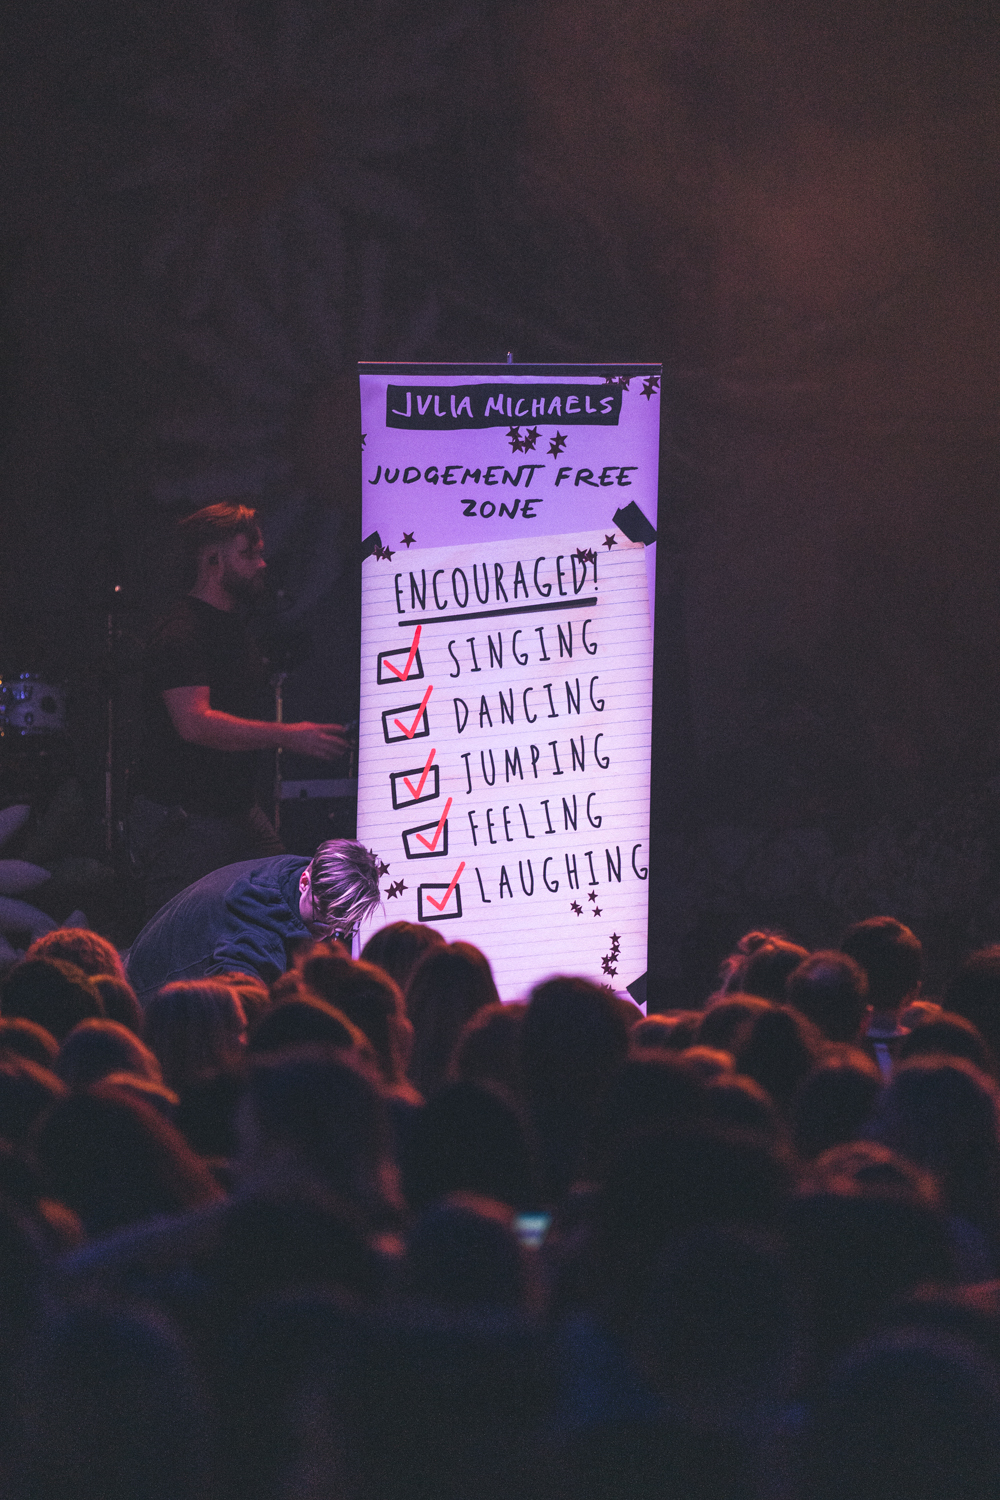 JULIA MICHAELS
JUDGEMENT FREE
ZONE
ENCOURAGED!
SINGING
DANCING
JUMPING
FEELING
LAUGHING